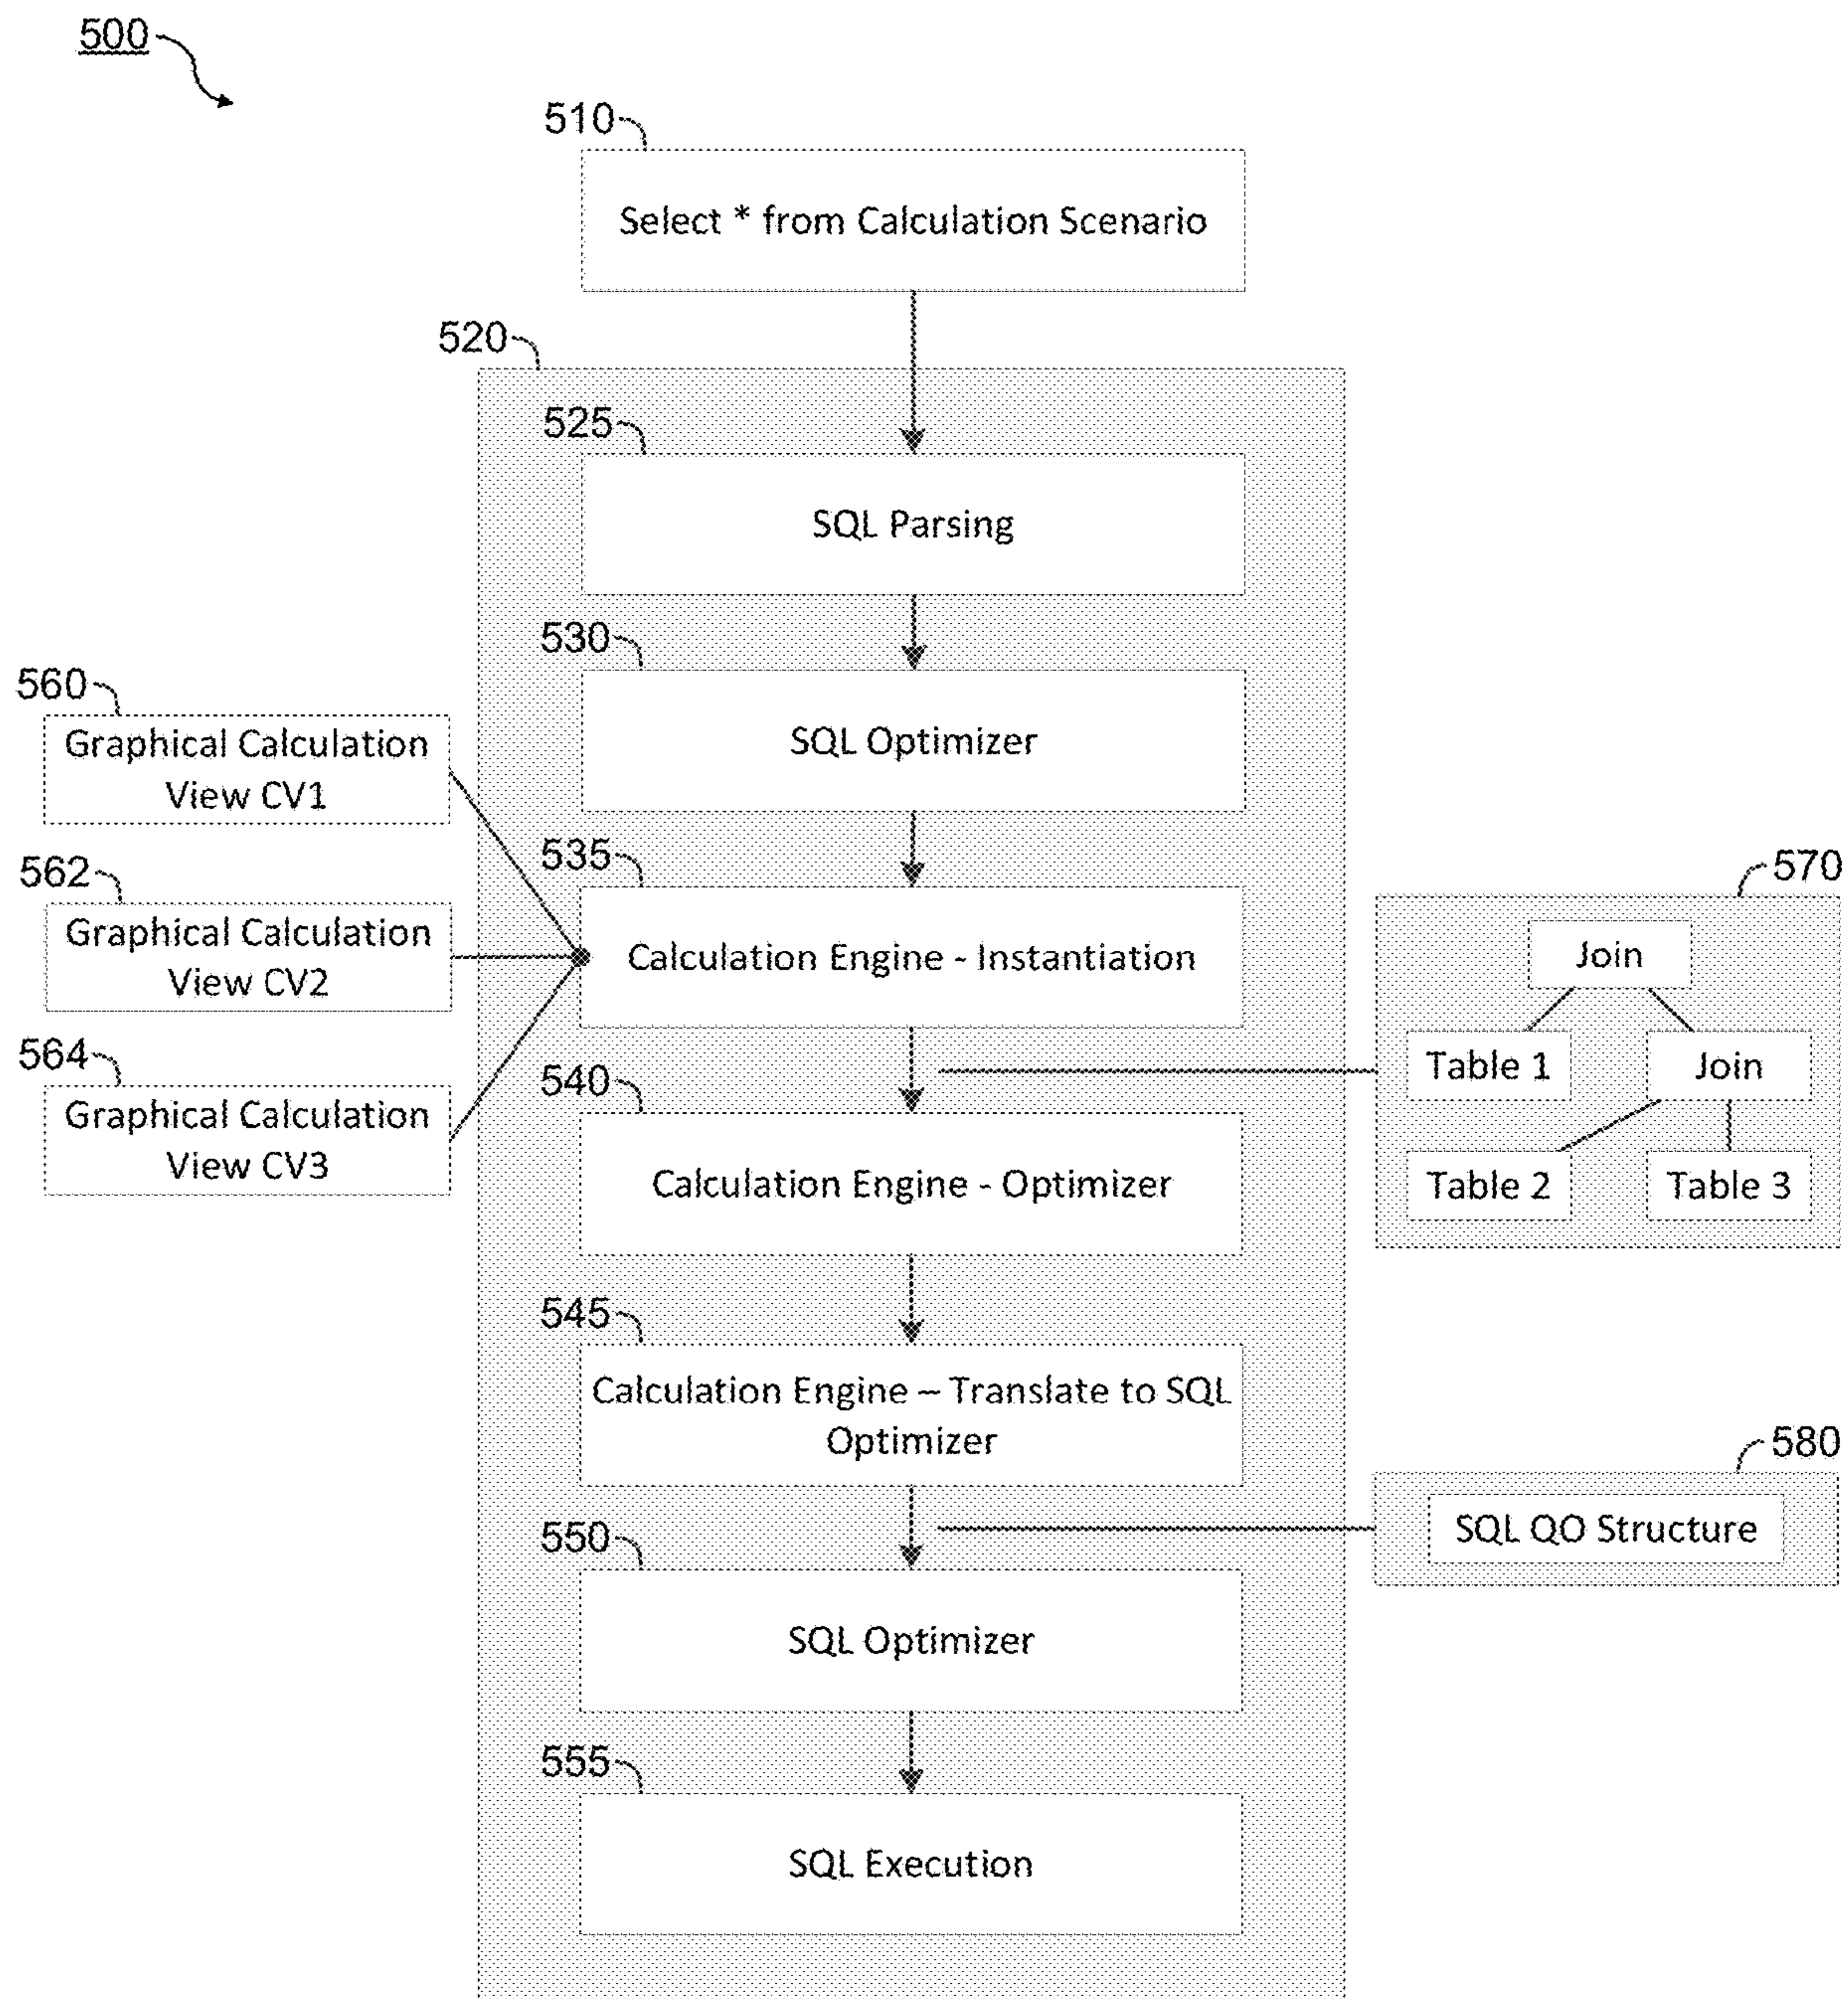 500
510
Select * from Calculation Scenario
520
525
SQL Parsing
530
SQL Optimizer
560
Graphical Calculation
View CV1
535
Calculation Engine - Instantiation
562
Graphical Calculation
View CV2
570
Join
Table 1
Join
Table 2
Table 3
564
Graphical Calculation
View CV3
540
Calculation Engine - Optimizer
545
Calculation Engine – Translate to SQL
Optimizer
580
SQL QO Structure
550
SQL Optimizer
555
SQL Execution